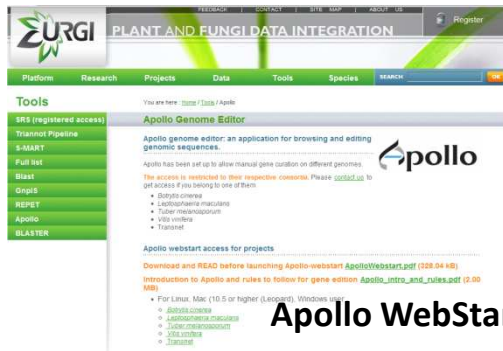 FEEDBACK | CONTACT | SITE MAP | ABOUT US
Register
URGI PLANT AND FUNGI DATA INTEGRATION
Platform Research Projects Data Tools Species SEARCH OK
Tools
You are here : Home / Tools / Apollo
SRS (registered access)
Triannot Pipeline
S-MART
Full list
Blast
GnpIS
REPET
Apollo
BLASTER
Apollo Genome Editor
Apollo genome editor: an application for browsing and editing
genomic sequences.
Apollo
Apollo has been set up to allow manual gene curation on different genomes.
The access is restricted to their respective consortia. Please contact us to
get access if you belong to one of them.
Botrytis cinerea
Leptosphaeria maculans
Tuber melanosporum
Vitis vinifera
Transnet
Apollo webstart access for projects
Download and READ before launching Apollo-webstart ApolloWebstart.pdf (328.04 kB)
Introduction to Apollo and rules to follow for gene edition Apollo_intro_and_rules.pdf (2.00
MB)
For Linux, Mac (10.5 or higher (Leopard), Windows user
Botrytis cinerea
Leptosphaeria maculans
Tuber melanosporum
Vitis vinifera
Transnet
Apollo WebStar